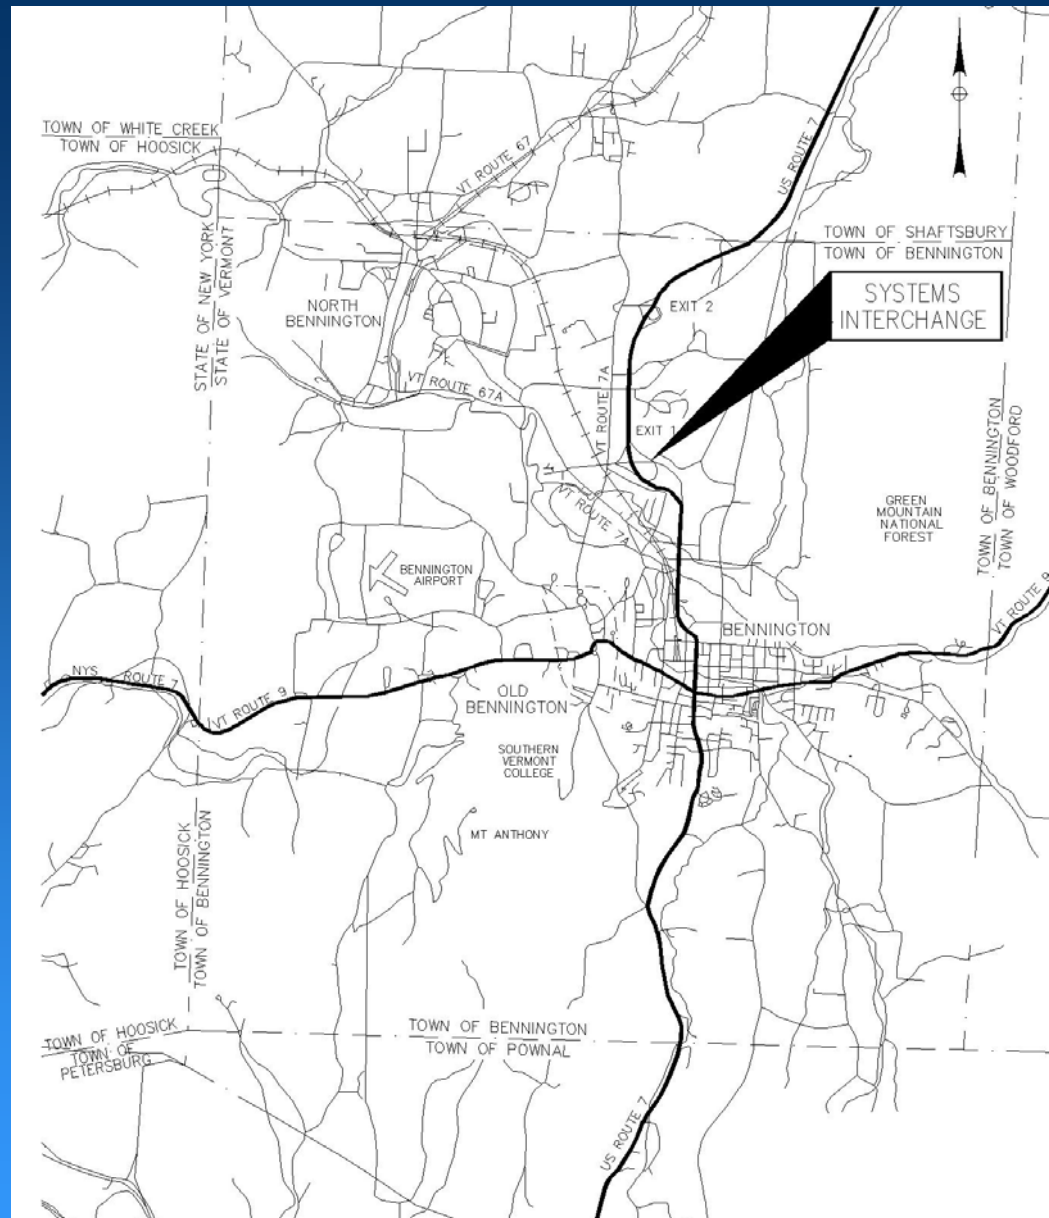 TOWN OF WHITE CREEK
TOWN OF HOOSICK
VT ROUTE 67
US ROUTE 7
STATE OF NEW YORK
STATE OF VERMONT
TOWN OF SHAFTSBURY
TOWN OF BENNINGTON
SYSTEMS
INTERCHANGE
NORTH
BENNINGTON
EXIT 2
VT ROUTE 67A
VT ROUTE 7A
EXIT 1
TOWN OF BENNINGTON
TOWN OF WOODFORD
GREEN
MOUNTAIN
NATIONAL
FOREST
VT ROUTE 7A
BENNINGTON
AIRPORT
VT ROUTE 9
BENNINGTON
NYS ROUTE 7
VT ROUTE 9
OLD
BENNINGTON
SOUTHERN
VERMONT
COLLEGE
MT ANTHONY
TOWN OF HOOSICK
TOWN OF BENNINGTON
TOWN OF HOOSICK
TOWN OF
PETERSBURG
TOWN OF BENNINGTON
TOWN OF POWNAL
US ROUTE 7